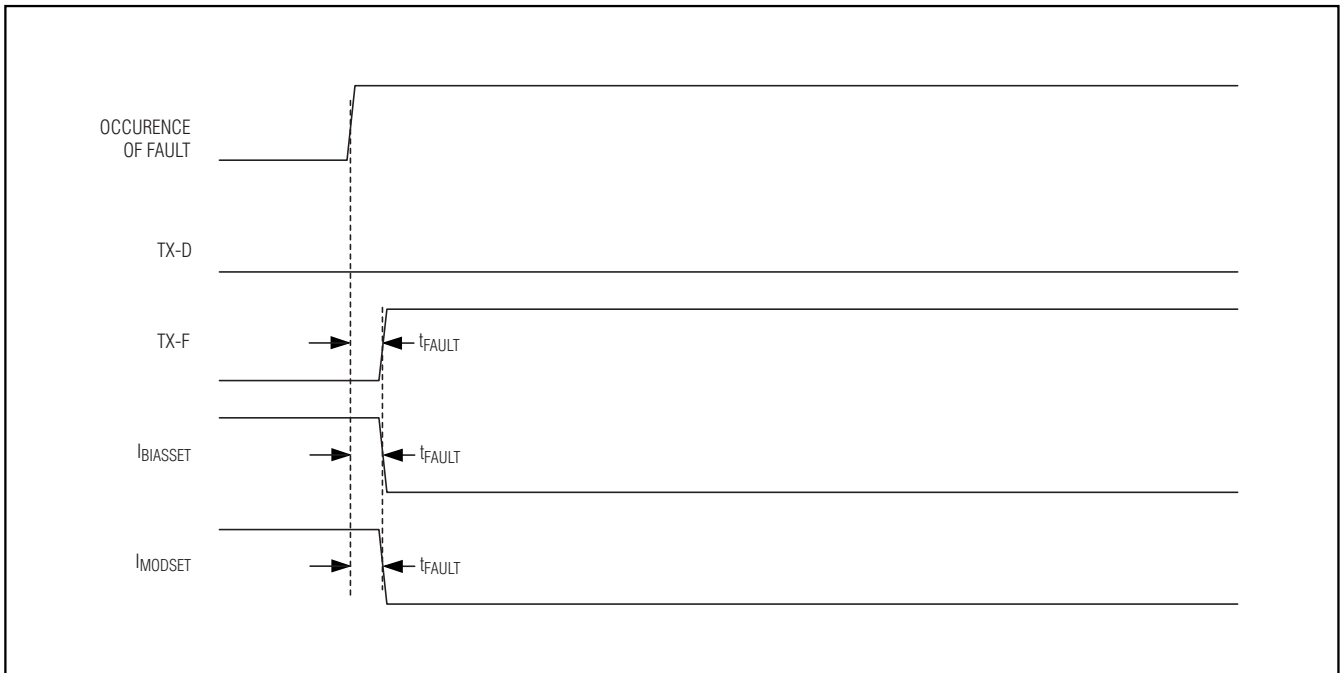 OCCURENCE
OF FAULT
TX-D
TX-F
tFAULT
IBIASSET
tFAULT
IMODSET
tFAULT